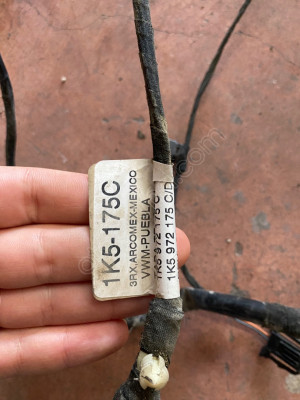 1K5-175C
3RX,ARCOMEX-MEXICO
VWM-PUEBLA
1K5 972 175 C
1K5 972 175 C/D